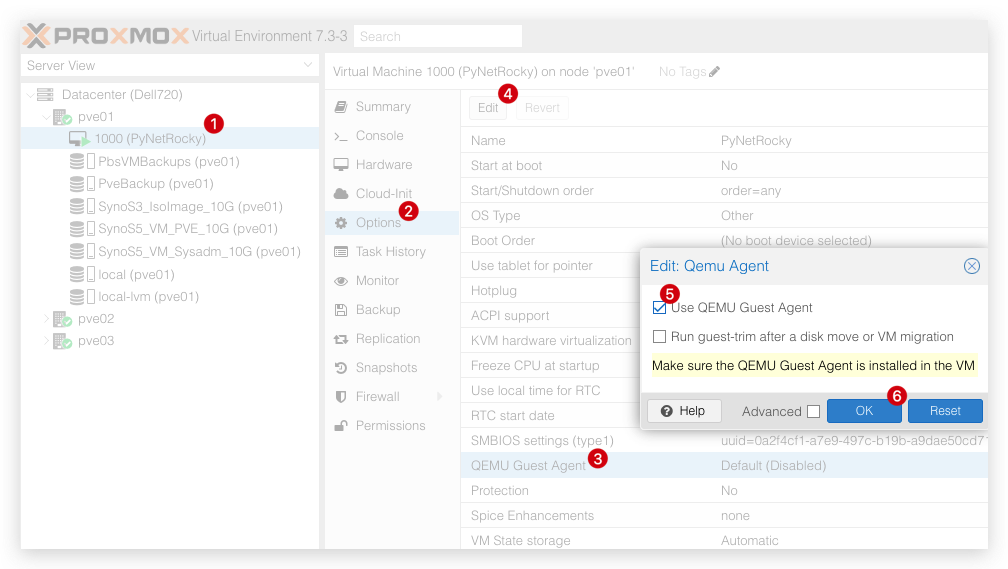 PROXMOX Virtual Environment 7.3-3 Search
Server View
Datacenter (Dell720)
pve01
1
1000 (PyNetRocky)
PbsVMBackups (pve01)
PveBackup (pve01)
SynoS3_IsoImage_10G (pve01)
SynoS5_VM_PVE_10G (pve01)
SynoS5_VM_Sysadm_10G (pve01)
local (pve01)
local-lvm (pve01)
pve02
pve03
Virtual Machine 1000 (PyNetRocky) on node 'pve01' No Tags
Summary
Console
Hardware
Cloud-Init
2
Options
Task History
Monitor
Backup
Replication
Snapshots
Firewall
Permissions
4
Edit Revert
Name PyNetRocky
Start at boot No
Start/Shutdown order order=any
OS Type Other
Boot Order (No boot device selected)
Use tablet for pointer
Hotplug
ACPI support
KVM hardware virtualization
Freeze CPU at startup
Use local time for RTC
RTC start date
SMBIOS settings (type1) uuid=0a2f4cf1-a7e9-497c-b19b-a9dae50cd71
3
QEMU Guest Agent Default (Disabled)
Protection No
Spice Enhancements none
VM State storage Automatic
Edit: Qemu Agent
5
Use QEMU Guest Agent
Run guest-trim after a disk move or VM migration
Make sure the QEMU Guest Agent is installed in the VM
6
Help Advanced OK Reset